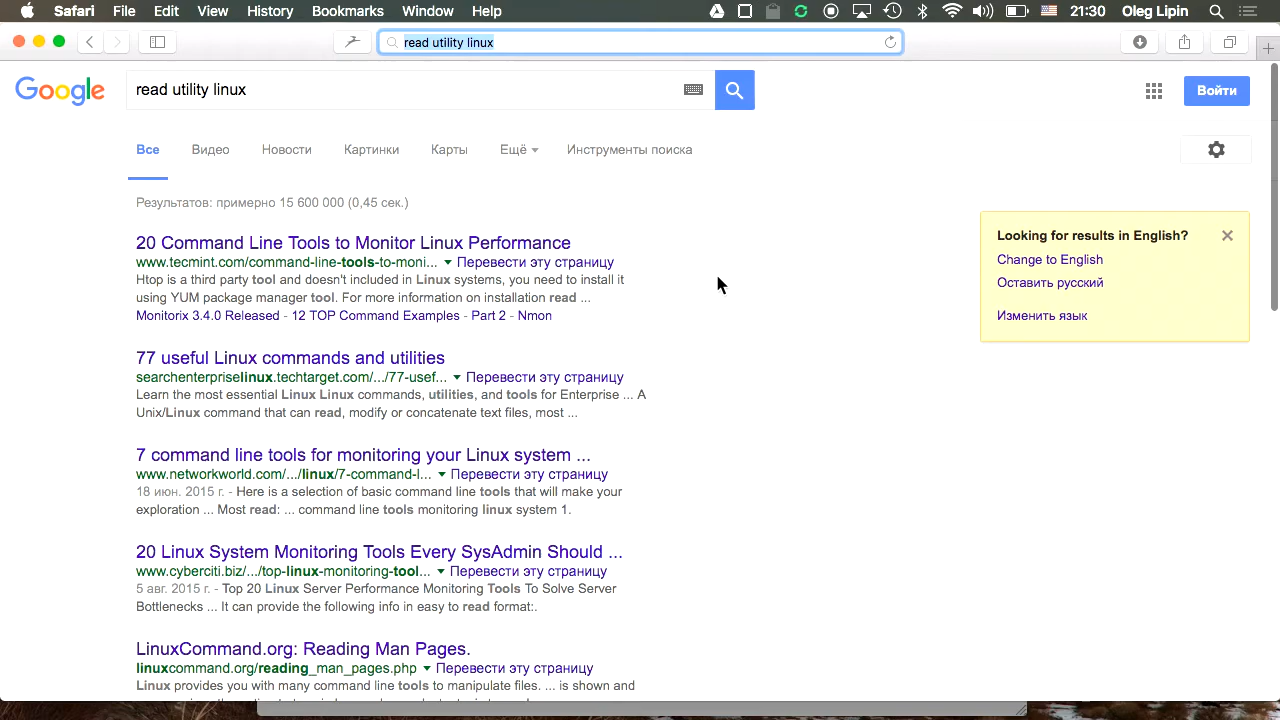 Safari File Edit View History Bookmarks Window Help 21:30 Oleg Lipin
read utility linux
Google read utility linux Войти
Все Видео Новости Картинки Карты Ещё Инструменты поиска
Результатов: примерно 15 600 000 (0,45 сек.)
20 Command Line Tools to Monitor Linux Performance
www.tecmint.com/command-line-tools-to-moni... Перевести эту страницу
Htop is a third party tool and doesn't included in Linux systems, you need to install it
using YUM package manager tool. For more information on installation read ...
Monitorix 3.4.0 Released - 12 TOP Command Examples - Part 2 - Nmon
77 useful Linux commands and utilities
searchenterpriselinux.techtarget.com/.../77-usef... Перевести эту страницу
Learn the most essential Linux Linux commands, utilities, and tools for Enterprise ... A
Unix/Linux command that can read, modify or concatenate text files, most ...
7 command line tools for monitoring your Linux system ...
www.networkworld.com/.../linux/7-command-l... Перевести эту страницу
18 июн. 2015 г. - Here is a selection of basic command line tools that will make your
exploration ... Most read: ... command line tools monitoring linux system 1.
20 Linux System Monitoring Tools Every SysAdmin Should ...
www.cyberciti.biz/.../top-linux-monitoring-tool... Перевести эту страницу
5 авг. 2015 г. - Top 20 Linux Server Performance Monitoring Tools To Solve Server
Bottlenecks ... It can provide the following info in easy to read format:.
LinuxCommand.org: Reading Man Pages.
linuxcommand.org/reading_man_pages.php Перевести эту страницу
Linux provides you with many command line tools to manipulate files. ... is shown and
Looking for results in English?
Change to English
Оставить русский
Изменить язык